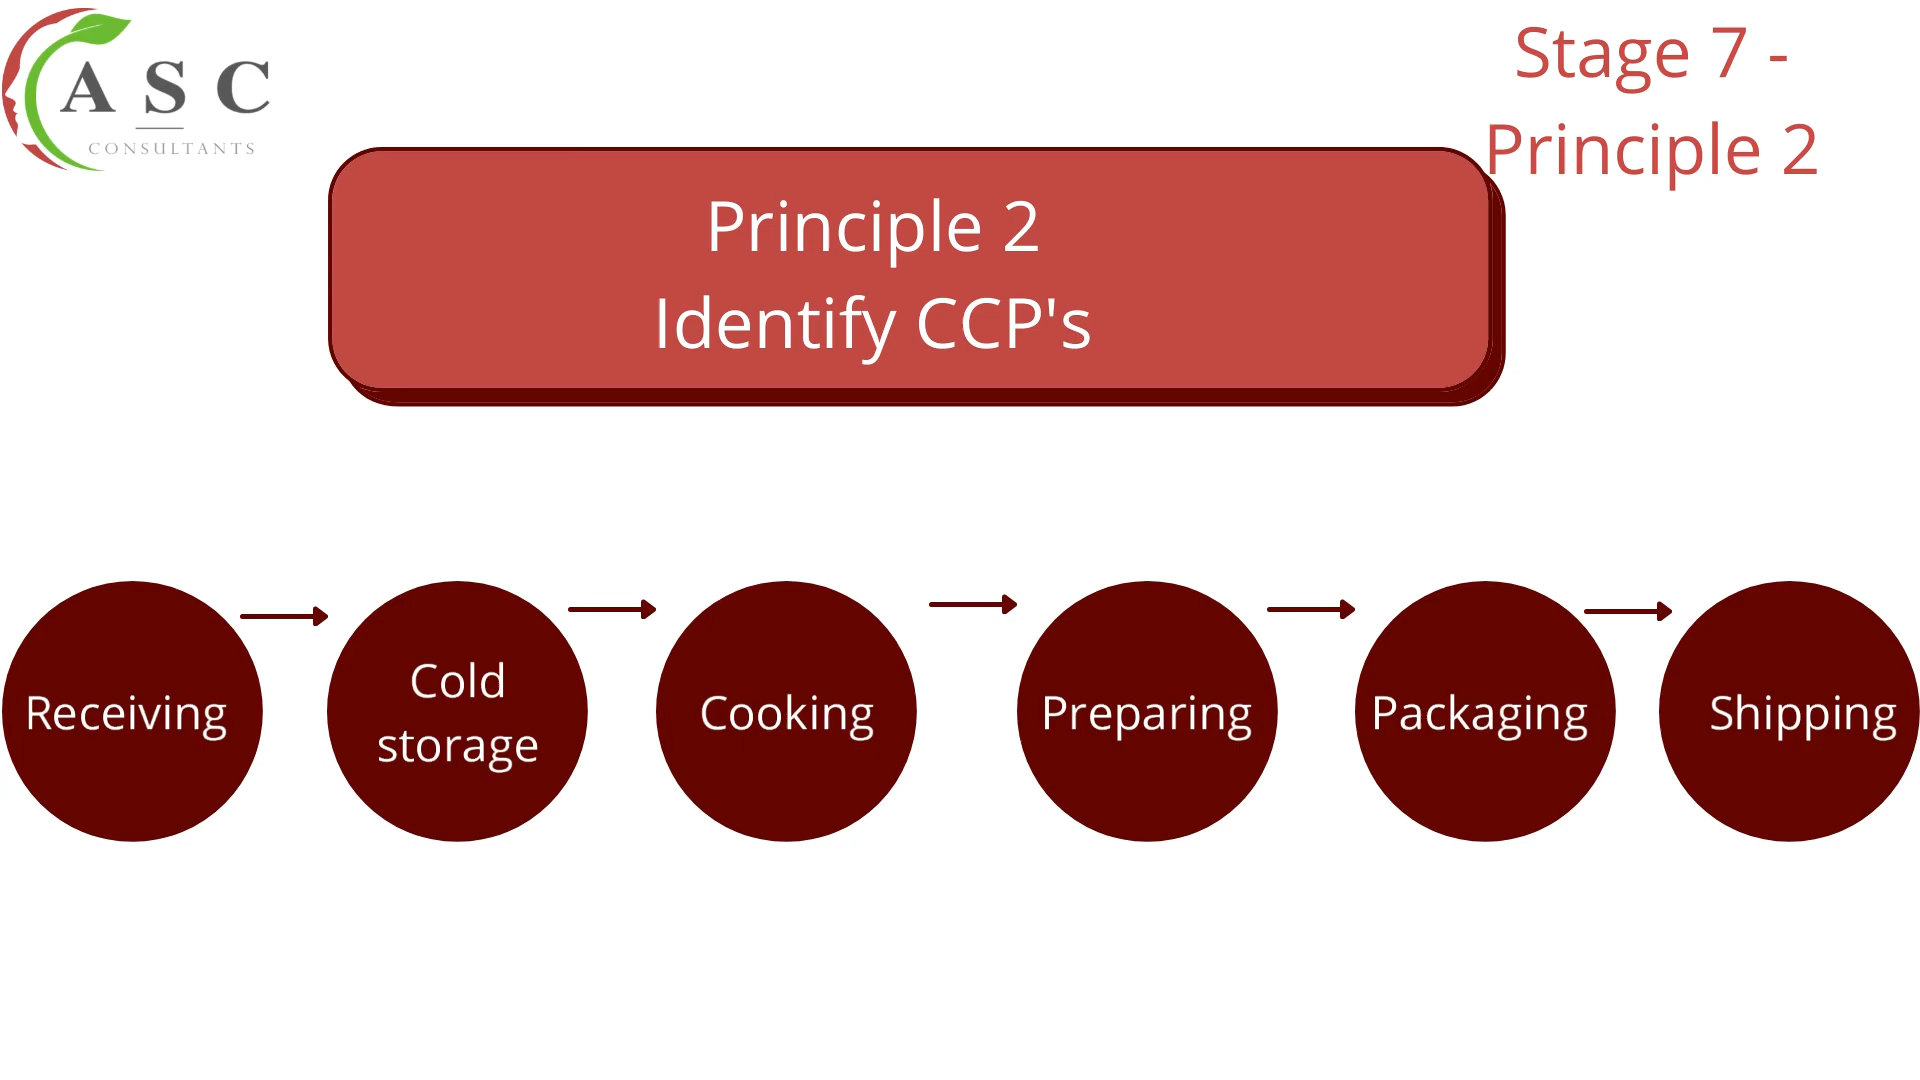 A S C
CONSULTANTS
Stage 7 -
Principle 2
Principle 2
Identify CCP's
Receiving
Cold
storage
Cooking
Preparing
Packaging
Shipping